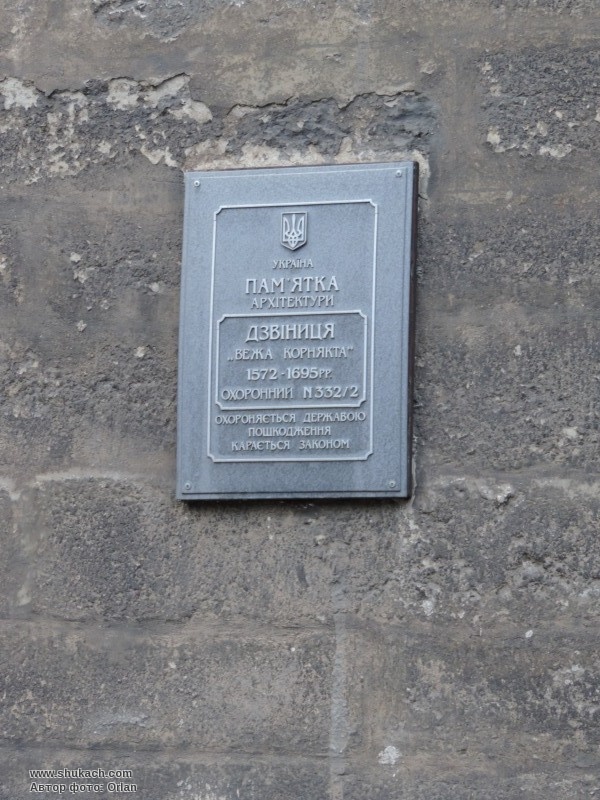 УКРАЇНА
ПАМ'ЯТКА
АРХІТЕКТУРИ
ДЗВІНИЦЯ
„ВЕЖА КОРНЯКТА“
1572-1695РР.
ОХОРОННИЙ N 332/2
ОХОРОНЯЄТЬСЯ ДЕРЖАВОЮ
ПОШКОДЖЕННЯ
КАРАЄТЬСЯ ЗАКОНОМ
www.shukach.com
Автор фото: Orlan